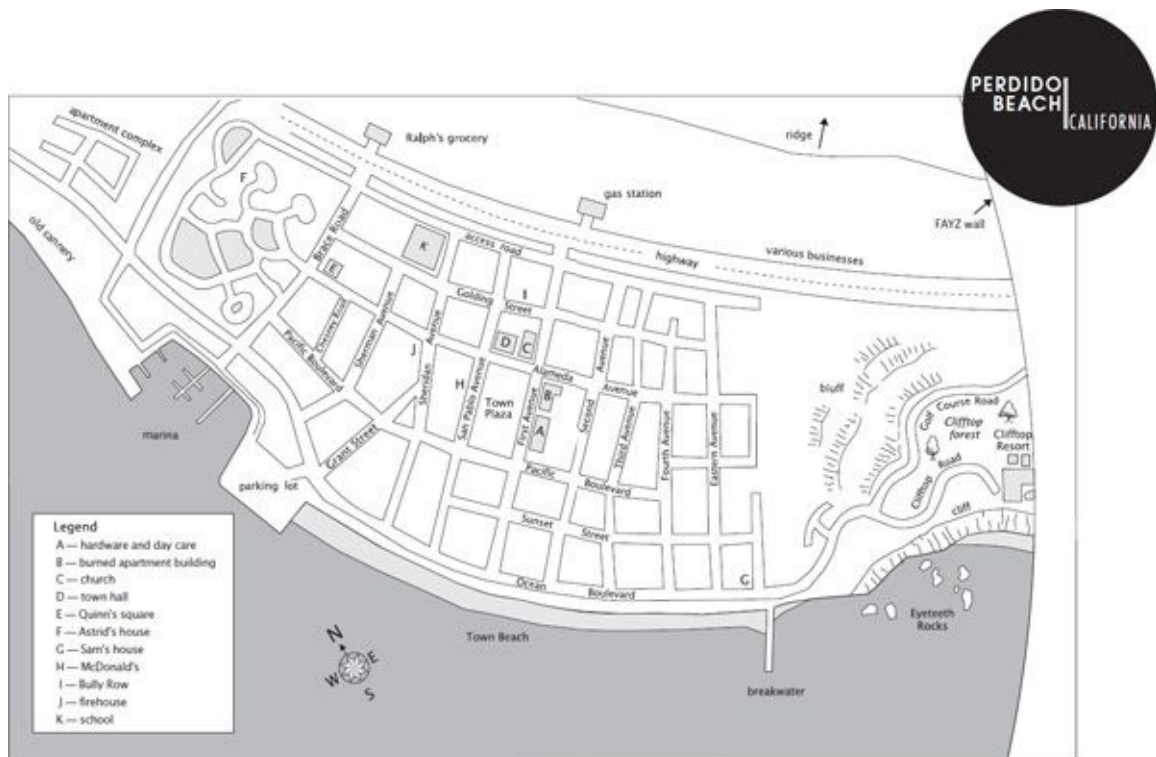 PERDIDO
BEACH
CALIFORNIA
apartment complex
Ralph's grocery
ridge
F
gas station
FAYZ wall
old cannery
Brace Road
K
access road
highway
various businesses
E
Golding
Street
I
Chesney Road
Sherman Avenue
Pacific Boulevard
J
Sheridan
Avenue
H
San Pablo Avenue
D
C
Alameda
Avenue
Town
Plaza
First Avenue
B
A
Second
Avenue
Third Avenue
Fourth Avenue
Eastern Avenue
bluff
Golf
Course Road
Clifftop
forest
Clifftop
Resort
Clifftop
Road
cliff
marina
Grant Street
parking lot
Pacific
Boulevard
Sunset
Street
Ocean
Boulevard
G
Town Beach
breakwater
Eyeteeth
Rocks
N
E
W
S
Legend
A — hardware and day care
B — burned apartment building
C — church
D — town hall
E — Quinn's square
F — Astrid's house
G — Sam's house
H — McDonald's
I — Bully Row
J — firehouse
K — school